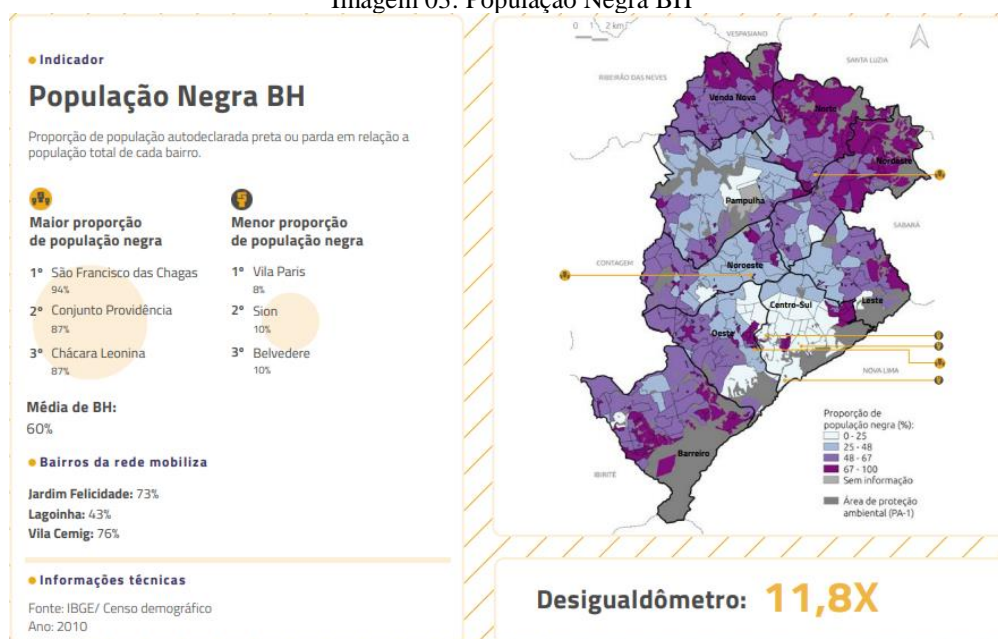 Imagem 03: População Negra BH
Indicador
População Negra BH
Proporção de população autodeclarada preta ou parda em relação a
população total de cada bairro.
Maior proporção
de população negra
1º São Francisco das Chagas
94%
2º Conjunto Providência
87%
3º Chácara Leonina
87%
Menor proporção
de população negra
1º Vila Paris
8%
2º Sion
10%
3º Belvedere
10%
Média de BH:
60%
Bairros da rede mobiliza
Jardim Felicidade: 73%
Lagoinha: 43%
Vila Cemig: 76%
Informações técnicas
Fonte: IBGE/ Censo demográfico
Ano: 2010
0 1 2 km
VESPASIANO
SANTA LUZIA
RIBEIRÃO DAS NEVES
Venda Nova
Norte
Nordeste
Pampulha
SABARÁ
CONTAGEM
Noroeste
Centro-Sul
Leste
Oeste
NOVA LIMA
Barreiro
IBIRITÉ
Proporção de
população negra (%):
0 - 25
25 - 48
48 - 67
67 - 100
Sem informação
Área de proteção
ambiental (PA-1)
Desigualdômetro: 11,8X